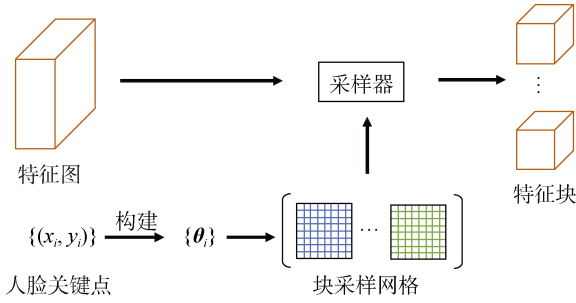 采样器
特征图
特征块
{(xᵢ, yᵢ)}
构建
{θᵢ}
…
人脸关键点
块采样网格